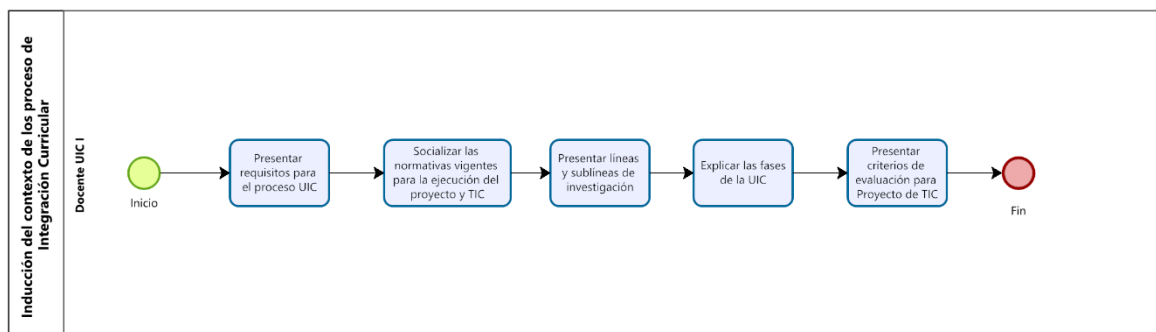 Inducción del contexto de los proceso de
Integración Curricular
Docente UIC I
Inicio
Presentar
requisitos para
el proceso UIC
Socializar las
normativas vigentes
para la ejecución del
proyecto y TIC
Presentar líneas
y sublíneas de
investigación
Explicar las fases
de la UIC
Presentar
criterios de
evaluación para
Proyecto de TIC
Fin